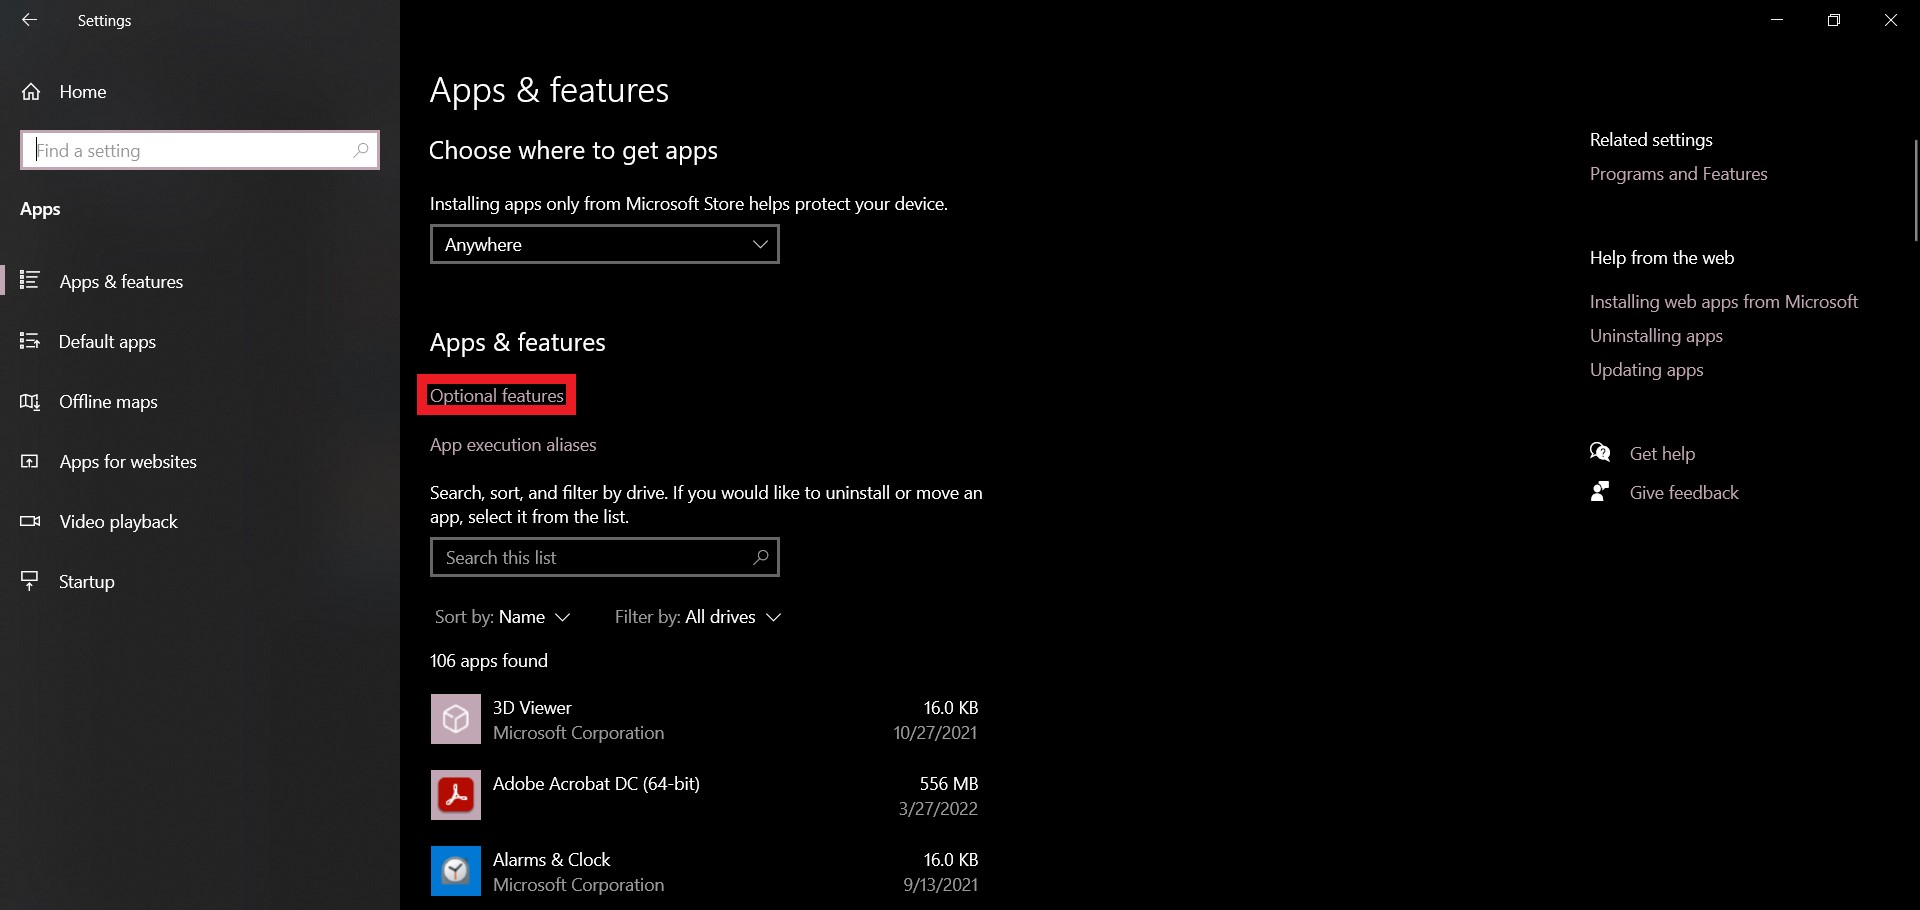 Settings
Home
Find a setting
Apps
Apps & features
Default apps
Offline maps
Apps for websites
Video playback
Startup
Apps & features
Choose where to get apps
Installing apps only from Microsoft Store helps protect your device.
Anywhere
Apps & features
Optional features
App execution aliases
Search, sort, and filter by drive. If you would like to uninstall or move an
app, select it from the list.
Search this list
Sort by: Name Filter by: All drives
106 apps found
3D Viewer 16.0 KB
Microsoft Corporation 10/27/2021
Adobe Acrobat DC (64-bit) 556 MB
3/27/2022
Alarms & Clock 16.0 KB
Microsoft Corporation 9/13/2021
Related settings
Programs and Features
Help from the web
Installing web apps from Microsoft
Uninstalling apps
Updating apps
Get help
Give feedback